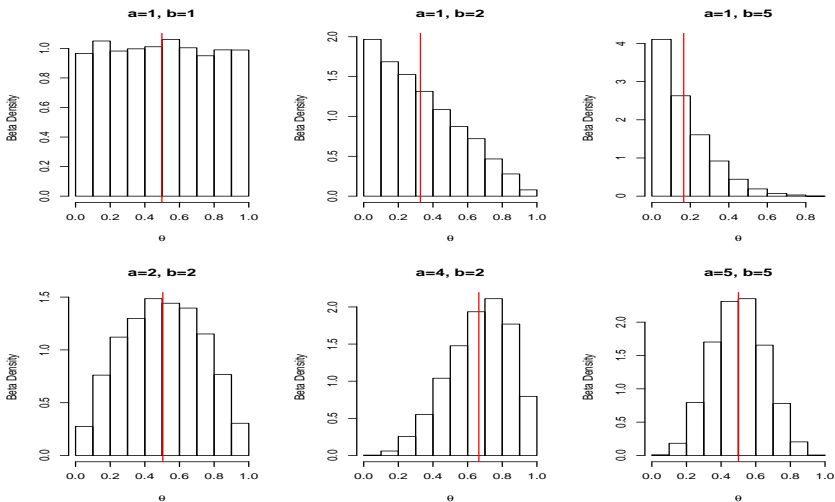 a=1, b=1
Beta Density
0.0 0.2 0.4 0.6 0.8 1.0
0.0 0.2 0.4 0.6 0.8 1.0
θ
a=1, b=2
Beta Density
0.0 0.5 1.0 1.5 2.0
0.0 0.2 0.4 0.6 0.8 1.0
θ
a=1, b=5
Beta Density
0 1 2 3 4
0.0 0.2 0.4 0.6 0.8
θ
a=2, b=2
Beta Density
0.0 0.5 1.0 1.5
0.0 0.2 0.4 0.6 0.8 1.0
θ
a=4, b=2
Beta Density
0.0 0.5 1.0 1.5 2.0
0.0 0.2 0.4 0.6 0.8 1.0
θ
a=5, b=5
Beta Density
0.0 0.5 1.0 1.5 2.0
0.0 0.2 0.4 0.6 0.8 1.0
θ